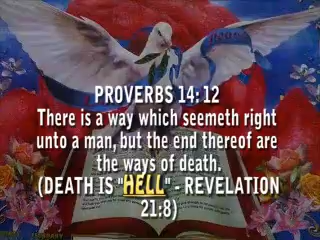 PROVERBS 14: 12
There is a way which seemeth right
unto a man, but the end thereof are
the ways of death.
(DEATH IS "HELL" - REVELATION
21:8)